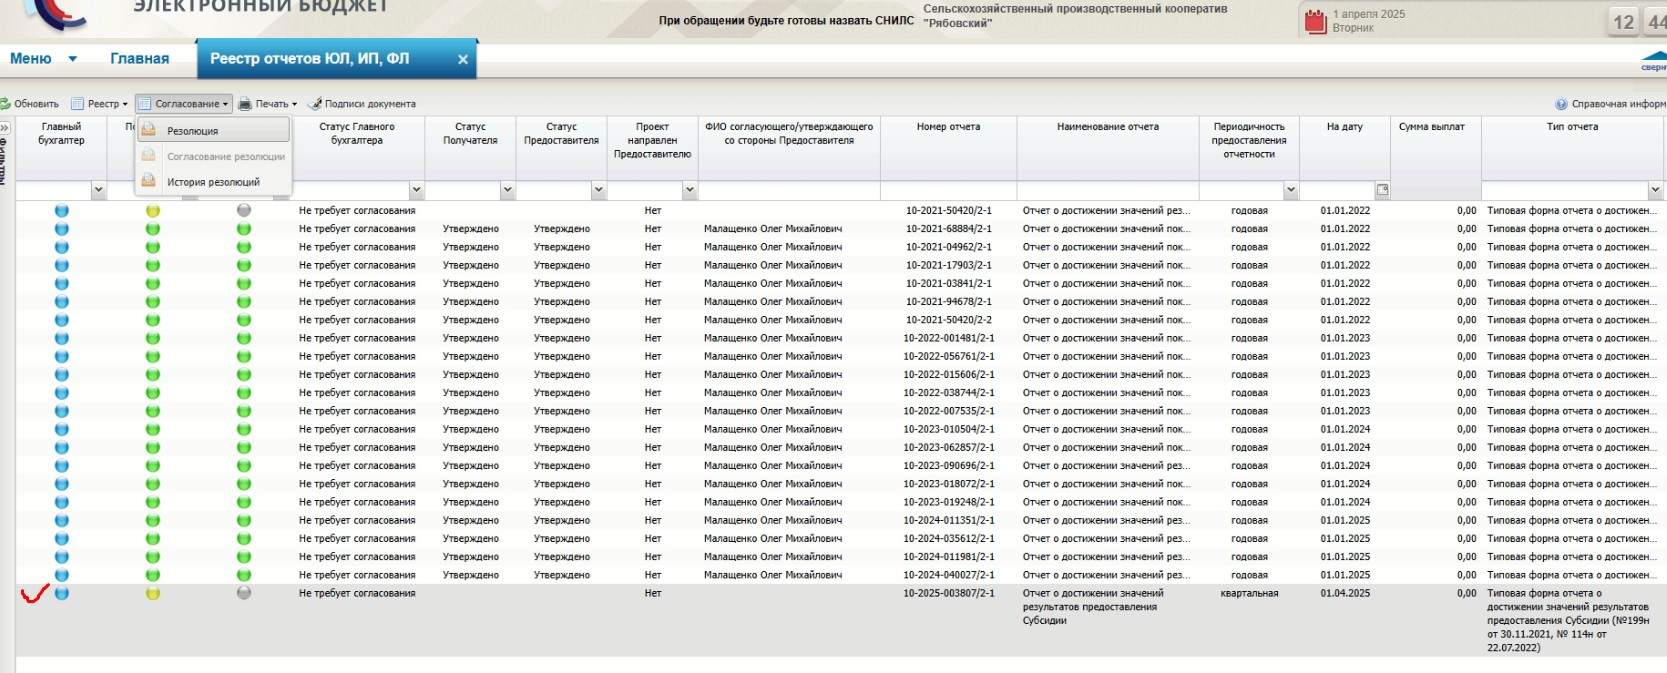 ЭЛЕКТРОННЫЙ БЮДЖЕТ
При обращении будьте готовы назвать СНИЛС
Сельскохозяйственный производственный кооператив
"Рябовский"
1 апреля 2025
Вторник
12 44
Меню Главная Реестр отчетов ЮЛ, ИП, ФЛ ×
Обновить Реестр Согласование Печать Подписи документа Справочная информ
Резолюция
Согласование резолюции
История резолюций
Фильтры
Главный бухгалтер Статус Главного бухгалтера Статус Получателя Статус Предоставителя Проект направлен Предоставителю ФИО согласующего/утверждающего со стороны Предоставителя Номер отчета Наименование отчета Периодичность предоставления отчетности На дату Сумма выплат Тип отчета
Не требует согласования Нет 10-2021-50420/2-1 Отчет о достижении значений рез... годовая 01.01.2022 0,00 Типовая форма отчета о достижен...
Не требует согласования Утверждено Утверждено Нет Малащенко Олег Михайлович 10-2021-68884/2-1 Отчет о достижении значений пок... годовая 01.01.2022 0,00 Типовая форма отчета о достижен...
Не требует согласования Утверждено Утверждено Нет Малащенко Олег Михайлович 10-2021-04962/2-1 Отчет о достижении значений пок... годовая 01.01.2022 0,00 Типовая форма отчета о достижен...
Не требует согласования Утверждено Утверждено Нет Малащенко Олег Михайлович 10-2021-17903/2-1 Отчет о достижении значений пок... годовая 01.01.2022 0,00 Типовая форма отчета о достижен...
Не требует согласования Утверждено Утверждено Нет Малащенко Олег Михайлович 10-2021-03841/2-1 Отчет о достижении значений пок... годовая 01.01.2022 0,00 Типовая форма отчета о достижен...
Не требует согласования Утверждено Утверждено Нет Малащенко Олег Михайлович 10-2021-94678/2-1 Отчет о достижении значений пок... годовая 01.01.2022 0,00 Типовая форма отчета о достижен...
Не требует согласования Утверждено Утверждено Нет Малащенко Олег Михайлович 10-2021-50420/2-2 Отчет о достижении значений рез... годовая 01.01.2022 0,00 Типовая форма отчета о достижен...
Не требует согласования Утверждено Утверждено Нет Малащенко Олег Михайлович 10-2022-001481/2-1 Отчет о достижении значений пок... годовая 01.01.2023 0,00 Типовая форма отчета о достижен...
Не требует согласования Утверждено Утверждено Нет Малащенко Олег Михайлович 10-2022-056761/2-1 Отчет о достижении значений пок... годовая 01.01.2023 0,00 Типовая форма отчета о достижен...
Не требует согласования Утверждено Утверждено Нет Малащенко Олег Михайлович 10-2022-015606/2-1 Отчет о достижении значений пок... годовая 01.01.2023 0,00 Типовая форма отчета о достижен...
Не требует согласования Утверждено Утверждено Нет Малащенко Олег Михайлович 10-2022-038744/2-1 Отчет о достижении значений пок... годовая 01.01.2023 0,00 Типовая форма отчета о достижен...
Не требует согласования Утверждено Утверждено Нет Малащенко Олег Михайлович 10-2022-007535/2-1 Отчет о достижении значений пок... годовая 01.01.2023 0,00 Типовая форма отчета о достижен...
Не требует согласования Утверждено Утверждено Нет Малащенко Олег Михайлович 10-2023-010504/2-1 Отчет о достижении значений пок... годовая 01.01.2024 0,00 Типовая форма отчета о достижен...
Не требует согласования Утверждено Утверждено Нет Малащенко Олег Михайлович 10-2023-062857/2-1 Отчет о достижении значений пок... годовая 01.01.2024 0,00 Типовая форма отчета о достижен...
Не требует согласования Утверждено Утверждено Нет Малащенко Олег Михайлович 10-2023-090696/2-1 Отчет о достижении значений рез... годовая 01.01.2024 0,00 Типовая форма отчета о достижен...
Не требует согласования Утверждено Утверждено Нет Малащенко Олег Михайлович 10-2023-018072/2-1 Отчет о достижении значений пок... годовая 01.01.2024 0,00 Типовая форма отчета о достижен...
Не требует согласования Утверждено Утверждено Нет Малащенко Олег Михайлович 10-2023-019248/2-1 Отчет о достижении значений пок... годовая 01.01.2024 0,00 Типовая форма отчета о достижен...
Не требует согласования Утверждено Утверждено Нет Малащенко Олег Михайлович 10-2024-011351/2-1 Отчет о достижении значений рез... годовая 01.01.2025 0,00 Типовая форма отчета о достижен...
Не требует согласования Утверждено Утверждено Нет Малащенко Олег Михайлович 10-2024-035612/2-1 Отчет о достижении значений рез... годовая 01.01.2025 0,00 Типовая форма отчета о достижен...
Не требует согласования Утверждено Утверждено Нет Малащенко Олег Михайлович 10-2024-011981/2-1 Отчет о достижении значений рез... годовая 01.01.2025 0,00 Типовая форма отчета о достижен...
Не требует согласования Утверждено Утверждено Нет Малащенко Олег Михайлович 10-2024-040027/2-1 Отчет о достижении значений рез... годовая 01.01.2025 0,00 Типовая форма отчета о достижен...
Не требует согласования Нет 10-2025-003807/2-1 Отчет о достижении значений квартальная 01.04.2025 0,00 Типовая форма отчета о
результатов предоставления достижении значений результатов
Субсидии предоставления Субсидии (№199н
от 30.11.2021, № 114н от
22.07.2022)